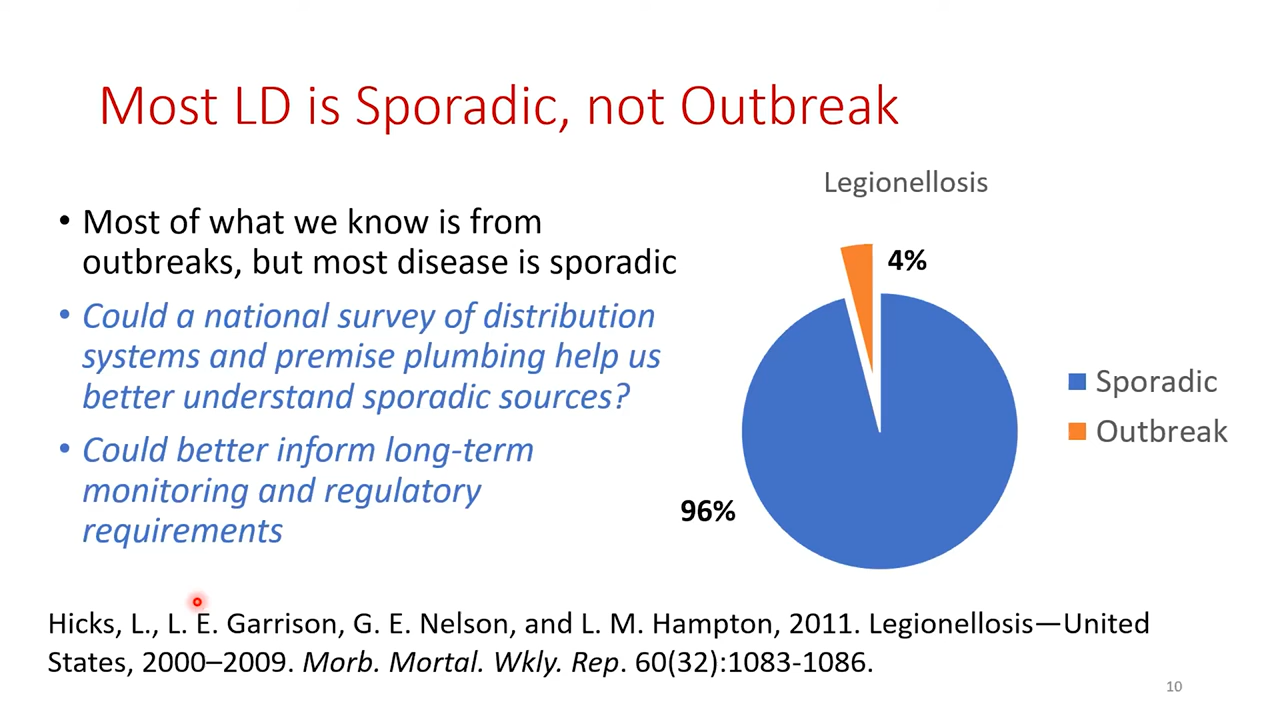 Most LD is Sporadic, not Outbreak
• Most of what we know is from
outbreaks, but most disease is sporadic
• Could a national survey of distribution
systems and premise plumbing help us
better understand sporadic sources?
• Could better inform long-term
monitoring and regulatory
requirements
Legionellosis
4%
96%
Sporadic
Outbreak
Hicks, L., L. E. Garrison, G. E. Nelson, and L. M. Hampton, 2011. Legionellosis—United
States, 2000–2009. Morb. Mortal. Wkly. Rep. 60(32):1083-1086.
10